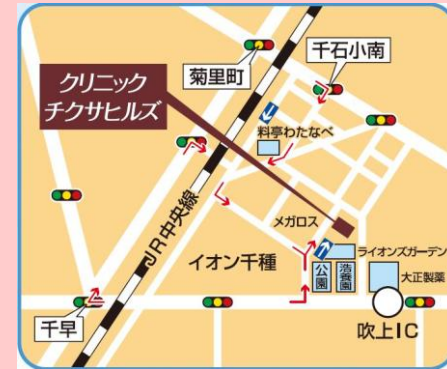 千石小南
菊里町
クリニック
チクサヒルズ
料亭わたなべ
JR中央線
メガロス
イオン千種
ライオンズガーデン
公園
浩養園
大正製薬
千早
吹上IC